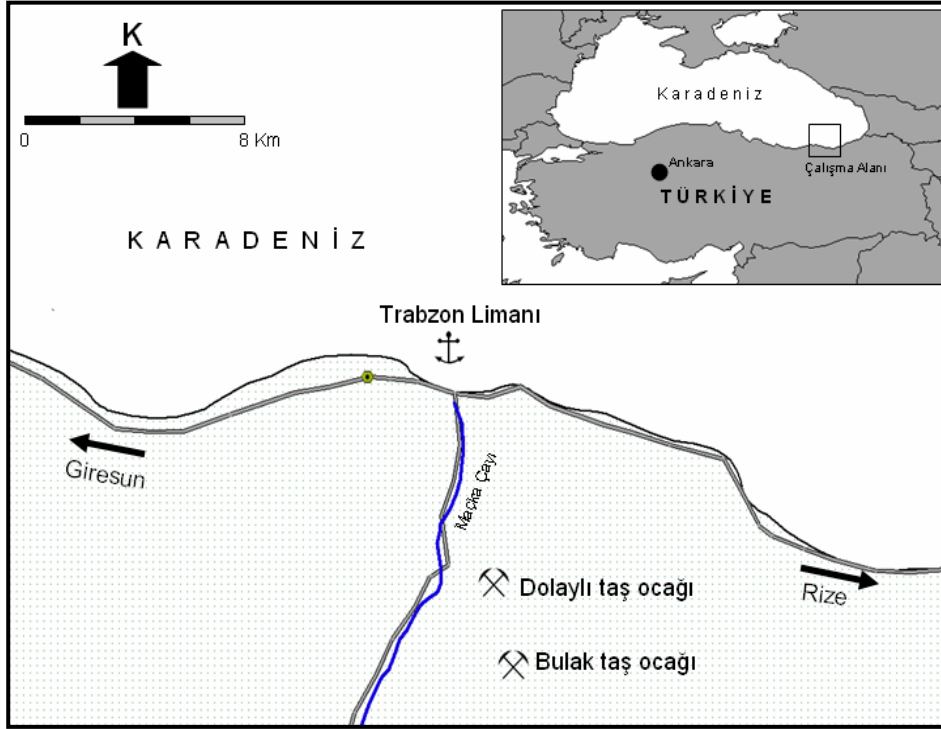 K
0 8 Km
KARADENİZ
Karadeniz
Ankara
TÜRKİYE
Çalışma Alanı
Trabzon Limanı
Giresun
Maçka Çayı
Dolaylı taş ocağı
Rize
Bulak taş ocağı